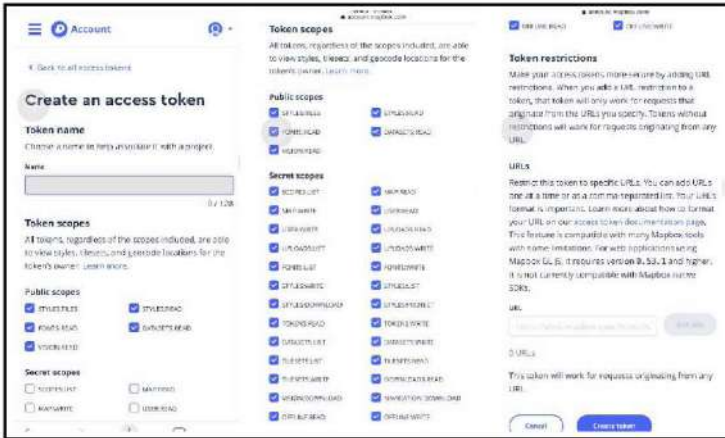 Account
Back to all access tokens
Create an access token
Token name
Choose a name to help associate it with a project.
Name
0 / 128
Token scopes
All tokens, regardless of the scopes included, are able
to view styles, tilesets, and geocode locations for the
token's owner. Learn more.
Public scopes
STYLES:TILES STYLES:READ
FONTS:READ DATASETS:READ
VISION:READ
Secret scopes
SCOPES:LIST MAP:READ
MAP:WRITE USER:READ
account.mapbox.com
Token scopes
All tokens, regardless of the scopes included, are able
to view styles, tilesets, and geocode locations for the
token's owner. Learn more.
Public scopes
STYLES:TILES STYLES:READ
FONTS:READ DATASETS:READ
VISION:READ
Secret scopes
SCOPES:LIST MAP:READ
MAP:WRITE USER:READ
USER:WRITE UPLOADS:READ
UPLOADS:LIST UPLOADS:WRITE
FONTS:LIST FONTS:WRITE
STYLES:WRITE STYLES:LIST
STYLES:DOWNLOAD STYLES:PROTECT
TOKENS:READ TOKENS:WRITE
DATASETS:LIST DATASETS:WRITE
TILESETS:LIST TILESETS:READ
TILESETS:WRITE DOWNLOADS:READ
VISION:DOWNLOAD NAVIGATION:DOWNLOAD
OFFLINE:READ OFFLINE:WRITE
account.mapbox.com
OFFLINE:READ OFFLINE:WRITE
Token restrictions
Make your access tokens more secure by adding URL
restrictions. When you add a URL restriction to a
token, that token will only work for requests that
originate from the URLs you specify. Tokens without
restrictions will work for requests originating from any
URL.
URLs
Restrict this token to specific URLs. You can add URLs
one at a time or as a comma-separated list. Your URL's
format is important. Learn more about how to format
your URL on our access token documentation page.
This feature is compatible with many Mapbox tools
with some limitations. For web applications using
Mapbox GL JS, it requires version 0.53.1 and higher.
It is not currently compatible with Mapbox native
SDKs.
URL
Add URL
0 URLs
This token will work for requests originating from any
URL.
Cancel Create token